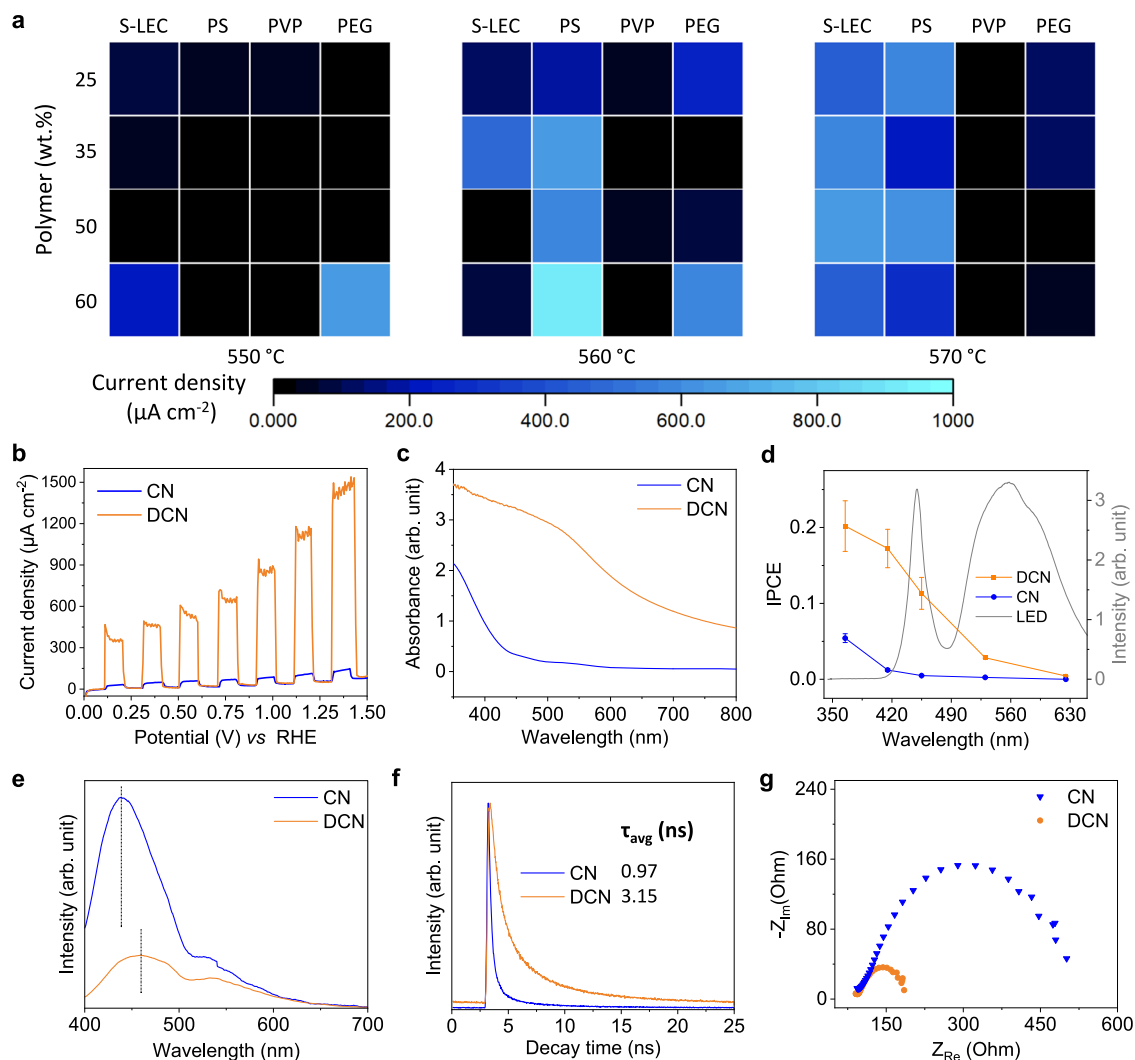 a
S-LEC PS PVP PEG
S-LEC PS PVP PEG
S-LEC PS PVP PEG
Polymer (wt.%)
25
35
50
60
550 °C
560 °C
570 °C
Current density
(µA cm-2)
0.000 200.0 400.0 600.0 800.0 1000
b
CN
DCN
Current density (µA cm-2)
1500
1200
900
600
300
0
0.00 0.25 0.50 0.75 1.00 1.25 1.50
Potential (V) vs RHE
c
CN
DCN
Absorbance (arb. unit)
4
3
2
1
0
400 500 600 700 800
Wavelength (nm)
d
IPCE
0.2
0.1
0.0
DCN
CN
LED
3
2
1
0
Intensity (arb. unit)
350 420 490 560 630
Wavelength (nm)
e
CN
DCN
Intensity (arb. unit)
400 500 600 700
Wavelength (nm)
f
τavg (ns)
CN 0.97
DCN 3.15
Intensity (arb. unit)
0 5 10 15 20 25
Decay time (ns)
g
CN
DCN
-ZIm(Ohm)
240
160
80
0
150 300 450 600
ZRe (Ohm)